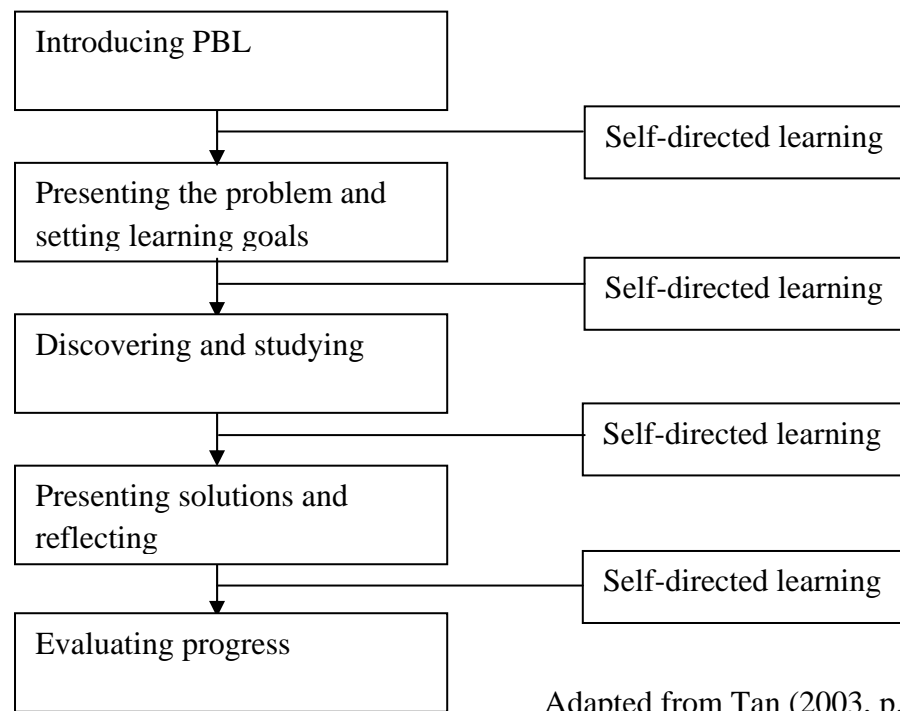 Introducing PBL
Self-directed learning
Presenting the problem and
setting learning goals
Self-directed learning
Discovering and studying
Self-directed learning
Presenting solutions and
reflecting
Self-directed learning
Evaluating progress
Adapted from Tan (2003, p.